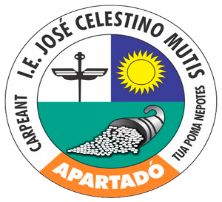 I.E. JOSÉ CELESTINO MUTIS
CARPEANT
TUA POMA NEPOTES
APARTADÓ